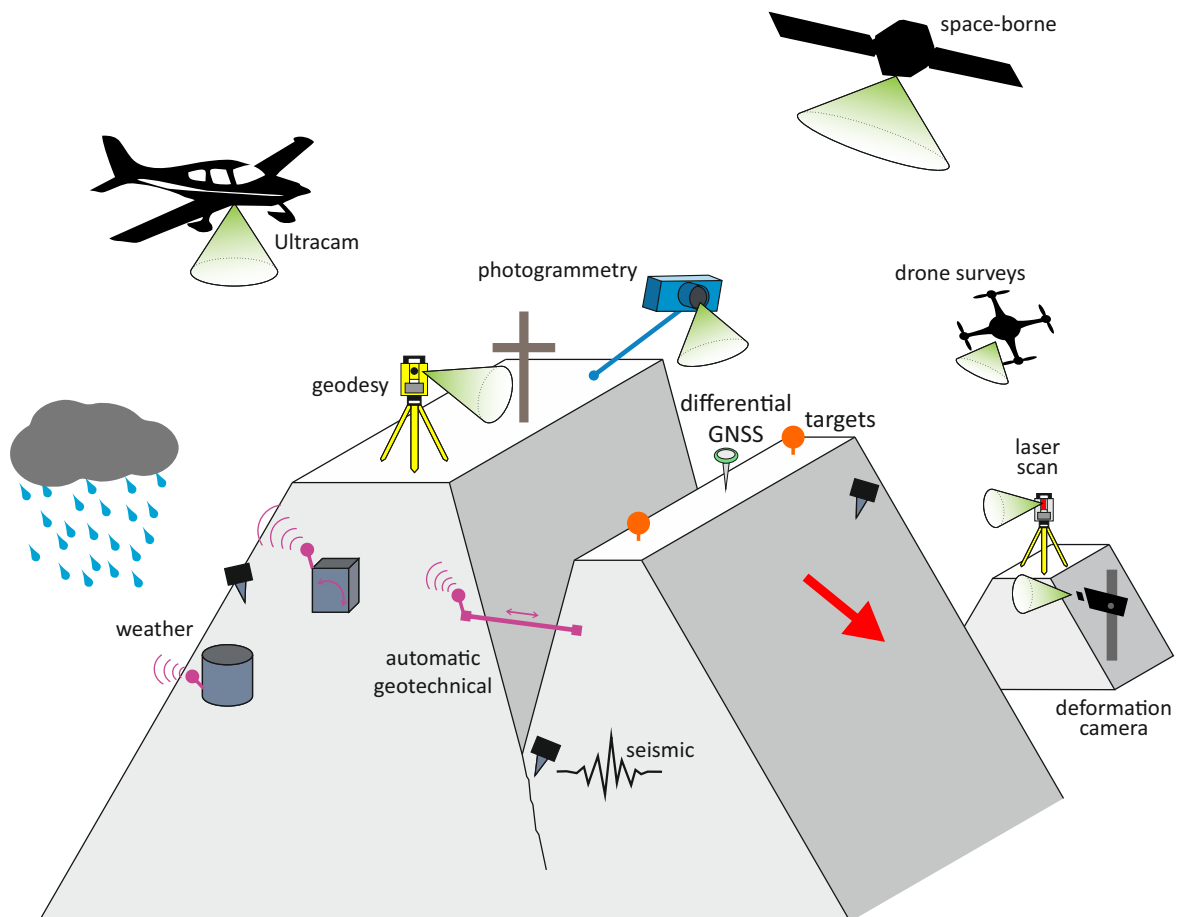 space-borne
Ultracam
photogrammetry
drone surveys
geodesy
differential
GNSS
targets
laser
scan
weather
automatic
geotechnical
deformation
camera
seismic